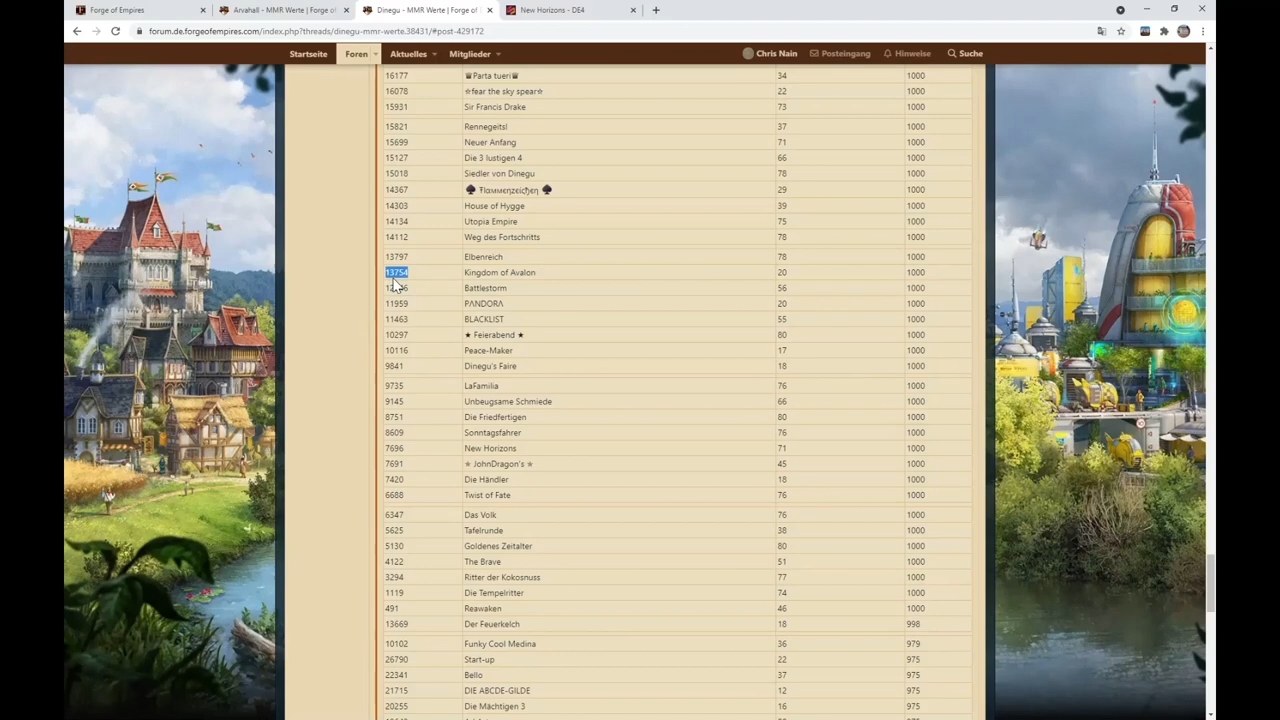 Forge of Empires
Arvahall - MMR Werte | Forge of
Dinegu - MMR Werte | Forge of
New Horizons - DE4
forum.de.forgeofempires.com/index.php?threads/dinegu-mmr-werte.38431/#post-429172
Startseite Foren Aktuelles Mitglieder Chris Nain Posteingang Hinweise Suche
16177 ♛Parta tueri♛ 34 1000
16078 ☆fear the sky spear☆ 22 1000
15931 Sir Francis Drake 73 1000
15821 Rennegeits! 37 1000
15699 Neuer Anfang 71 1000
15127 Die 3 lustigen 4 66 1000
15018 Siedler von Dinegu 78 1000
14367 ♠ ♠ 29 1000
14303 House of Hygge 39 1000
14134 Utopia Empire 75 1000
14112 Weg des Fortschritts 78 1000
13797 Elbenreich 78 1000
13754 Kingdom of Avalon 20 1000
Battlestorm 56 1000
11959 PΛNDORΛ 20 1000
11463 BLACKLIST 55 1000
10297 ★ Feierabend ★ 80 1000
10116 Peace-Maker 17 1000
9841 Dinegu's Faire 18 1000
9735 LaFamilia 76 1000
9145 Unbeugsame Schmiede 66 1000
8751 Die Friedfertigen 80 1000
8609 Sonntagsfahrer 76 1000
7696 New Horizons 71 1000
7691 ★ JohnDragon's ★ 45 1000
7420 Die Händler 18 1000
6688 Twist of Fate 76 1000
6347 Das Volk 76 1000
5625 Tafelrunde 38 1000
5130 Goldenes Zeitalter 80 1000
4122 The Brave 51 1000
3294 Ritter der Kokosnuss 77 1000
1119 Die Tempelritter 74 1000
491 Reawaken 46 1000
13669 Der Feuerkelch 18 998
10102 Funky Cool Medina 36 979
26790 Start-up 22 975
22341 Bello 37 975
21715 DIE ABCDE-GILDE 12 975
20255 Die Mächtigen 3 16 975